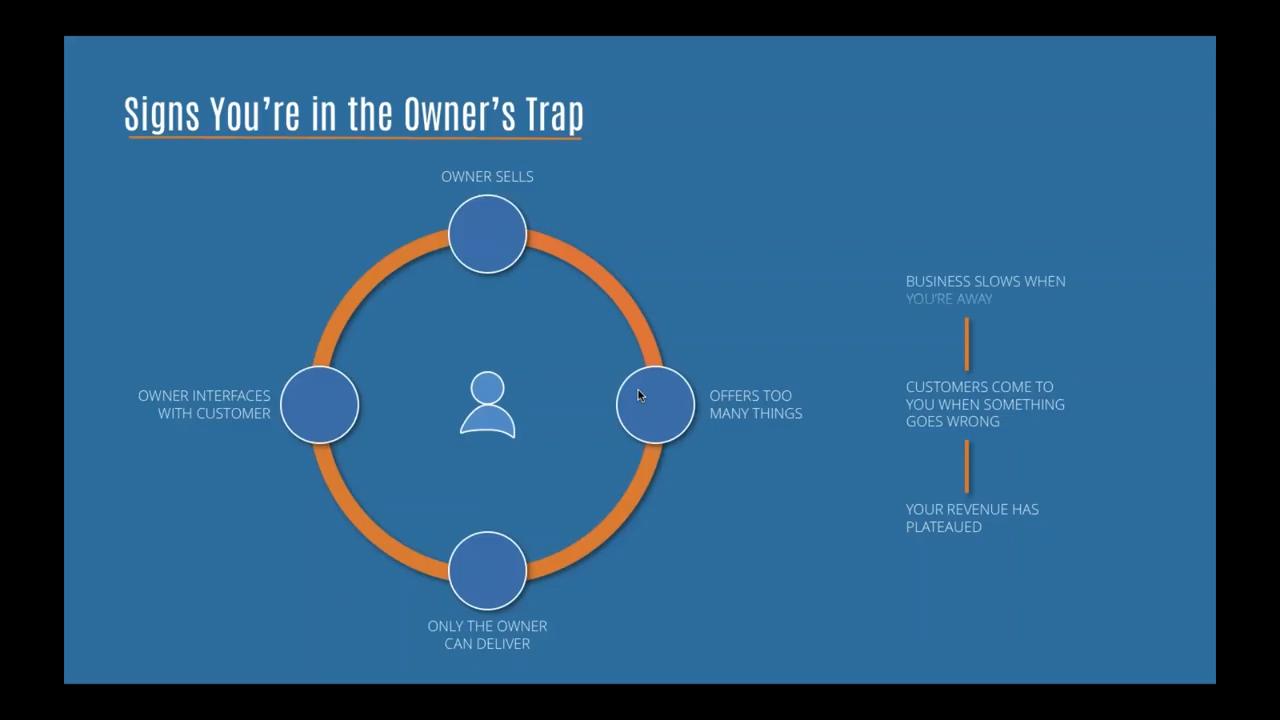 Signs You're in the Owner's Trap
OWNER SELLS
OWNER INTERFACES
WITH CUSTOMER
OFFERS TOO
MANY THINGS
ONLY THE OWNER
CAN DELIVER
BUSINESS SLOWS WHEN
YOU'RE AWAY
CUSTOMERS COME TO
YOU WHEN SOMETHING
GOES WRONG
YOUR REVENUE HAS
PLATEAUED